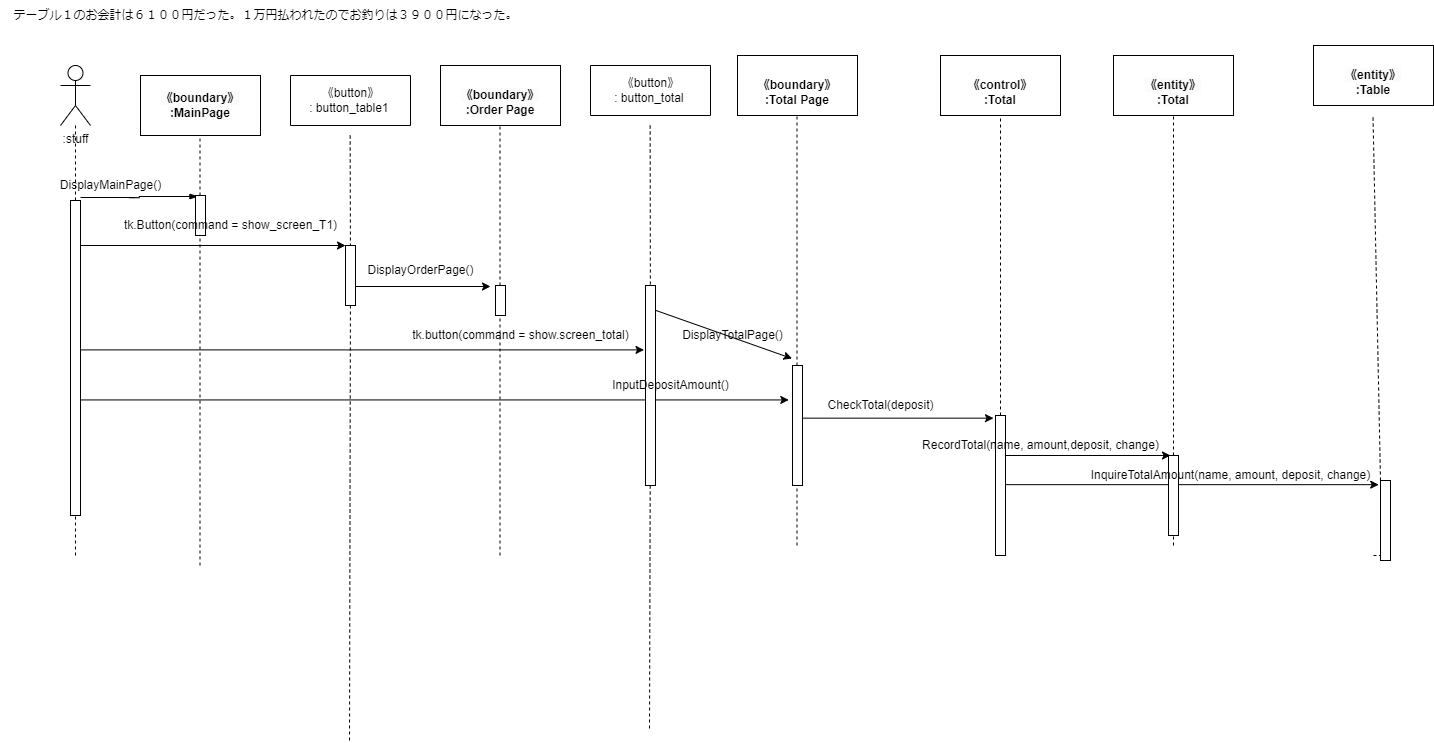 テーブル１のお会計は６１００円だった。１万円払われたのでお釣りは３９００円になった。
:stuff
《boundary》
:MainPage
《button》
: button_table1
《boundary》
:Order Page
《button》
: button_total
《boundary》
:Total Page
《control》
:Total
《entity》
:Total
《entity》
:Table
DisplayMainPage()
tk.Button(command = show_screen_T1)
DisplayOrderPage()
tk.button(command = show.screen_total)
DisplayTotalPage()
InputDepositAmount()
CheckTotal(deposit)
RecordTotal(name, amount,deposit, change)
InquireTotalAmount(name, amount, deposit, change)